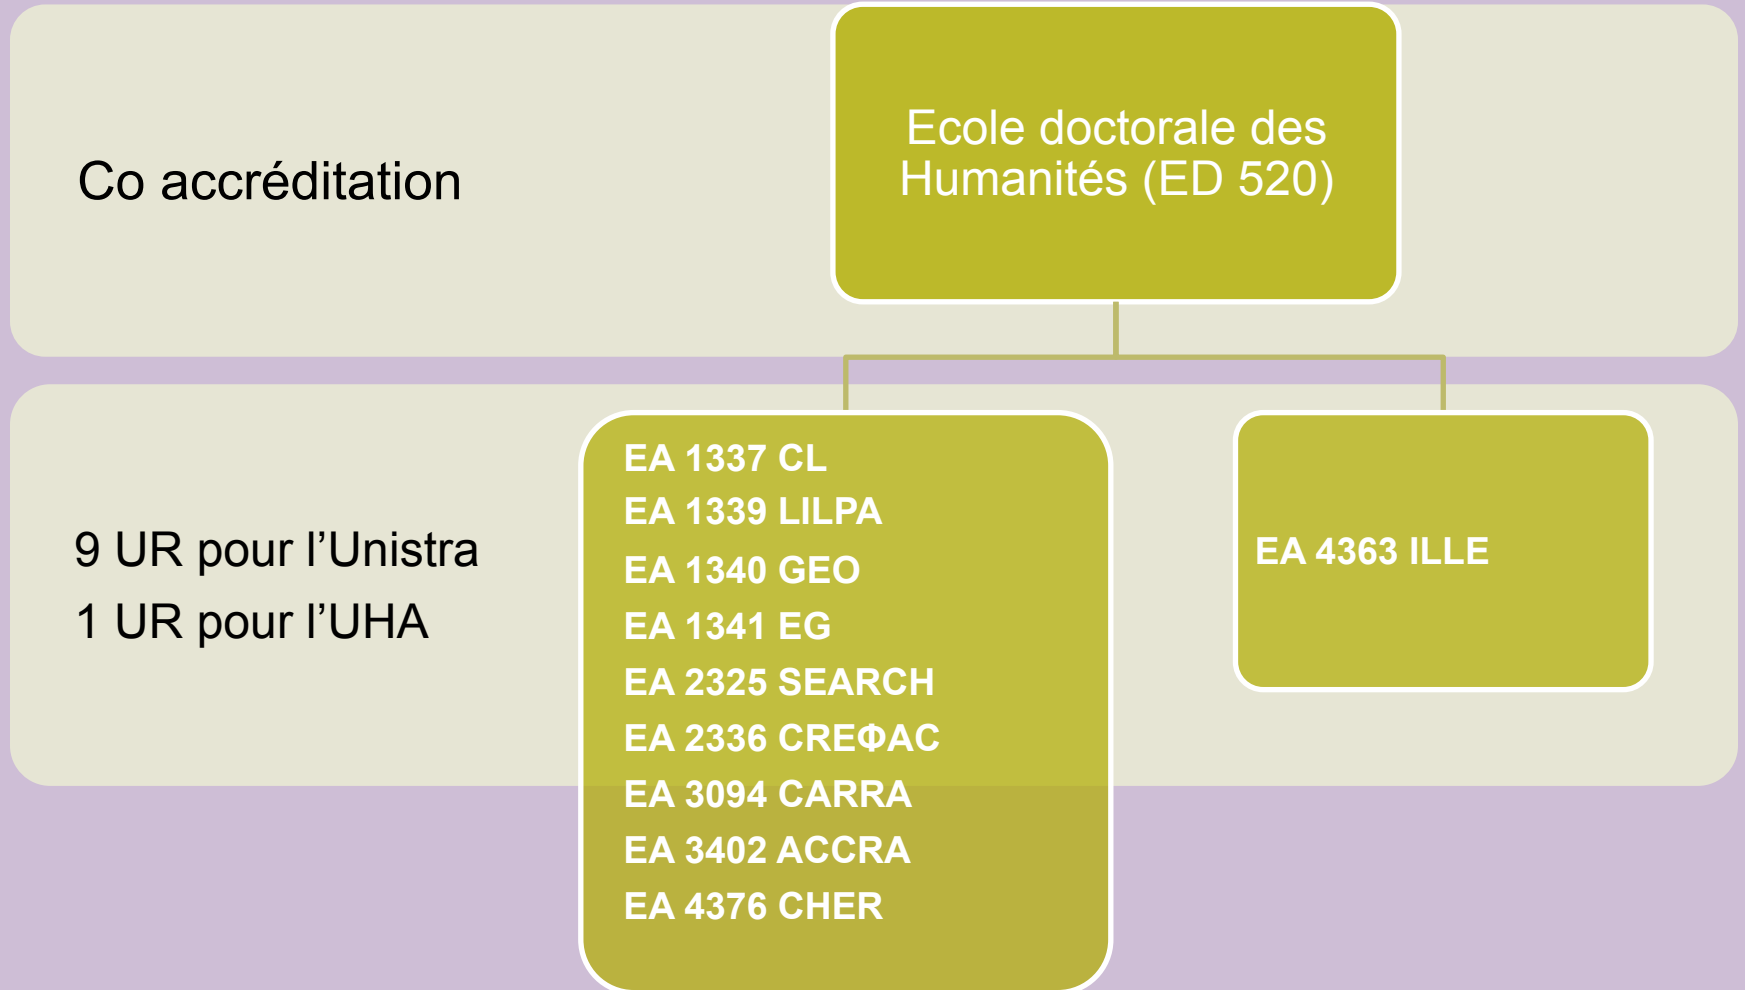 Co accréditation
Ecole doctorale des
Humanités (ED 520)
9 UR pour l’Unistra
1 UR pour l’UHA
EA 1337 CL
EA 1339 LILPA
EA 1340 GEO
EA 1341 EG
EA 2325 SEARCH
EA 2336 CREΦAC
EA 3094 CARRA
EA 3402 ACCRA
EA 4376 CHER
EA 4363 ILLE